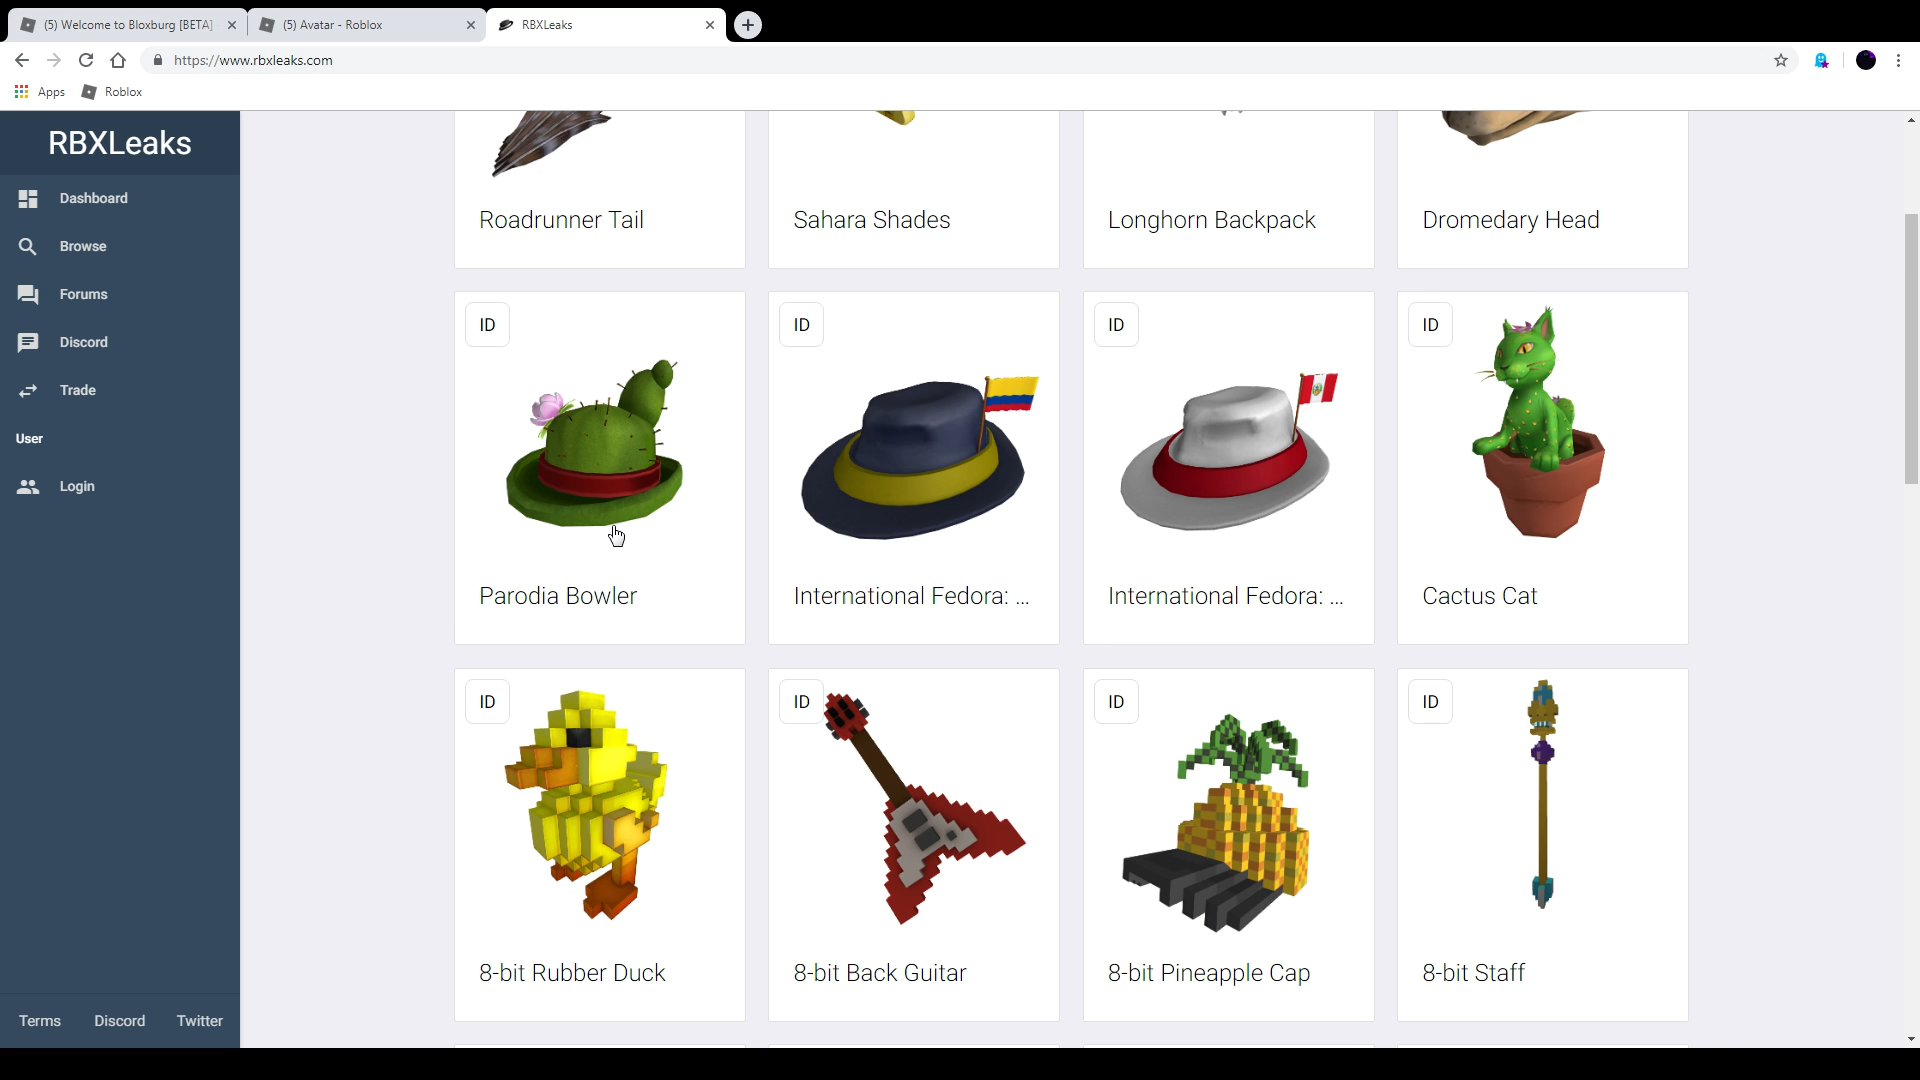 (5) Welcome to Bloxburg [BETA]
(5) Avatar - Roblox
RBXLeaks
https://www.rbxleaks.com
Apps
Roblox
RBXLeaks
Dashboard
Browse
Forums
Discord
Trade
User
Login
Terms Discord Twitter
Roadrunner Tail
Sahara Shades
Longhorn Backpack
Dromedary Head
ID
ID
ID
ID
Parodia Bowler
International Fedora: ...
International Fedora: ...
Cactus Cat
ID
ID
ID
ID
8-bit Rubber Duck
8-bit Back Guitar
8-bit Pineapple Cap
8-bit Staff